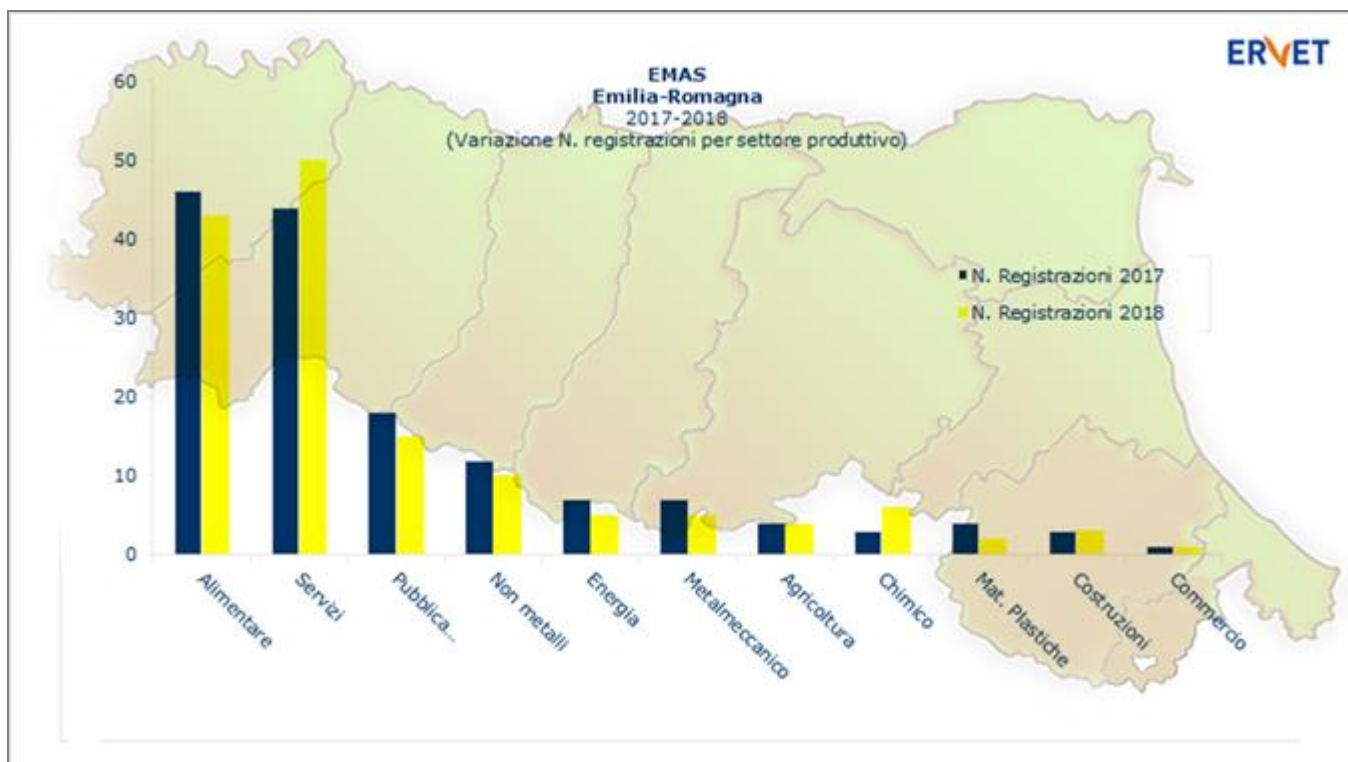 ERVET
EMAS
Emilia-Romagna
2017-2018
(Variazione N. registrazioni per settore produttivo)
60
50
40
30
20
10
0
N. Registrazioni 2017
N. Registrazioni 2018
Alimentare
Servizi
Pubblica...
Non metalli
Energia
Metalmeccanico
Agricoltura
Chimico
Mat. Plastiche
Costruzioni
Commercio